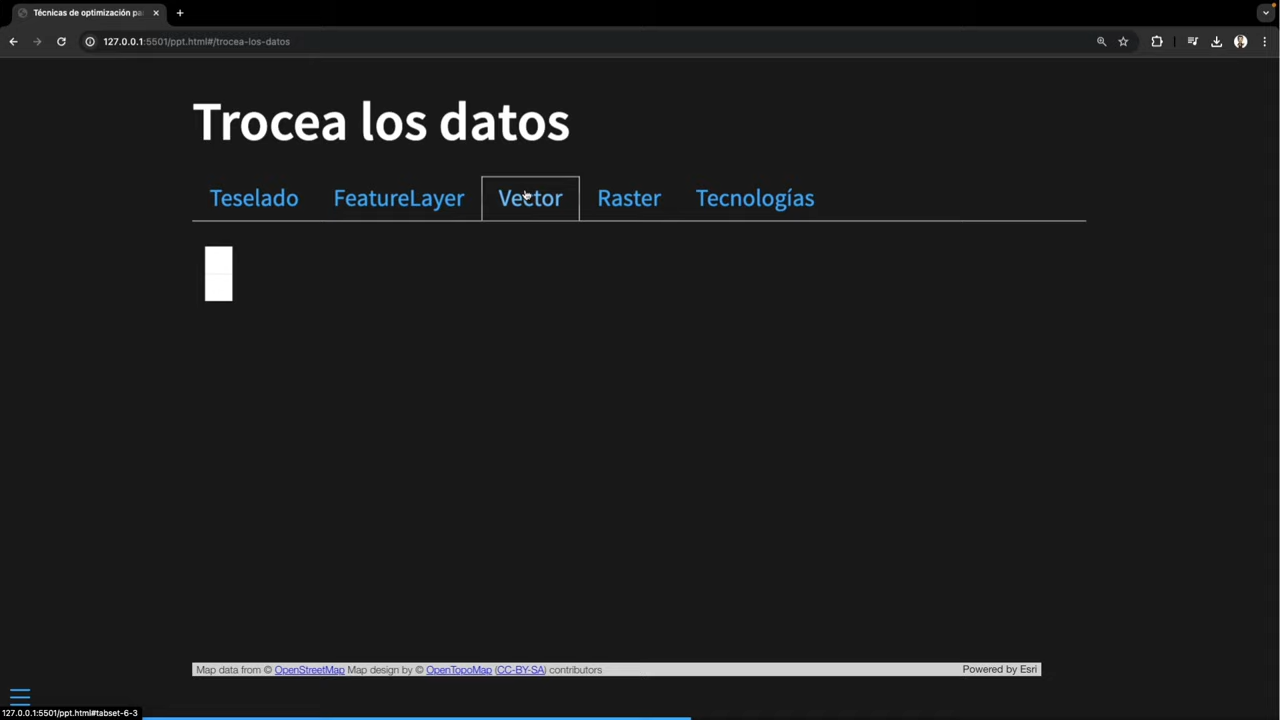 Técnicas de optimización pa
127.0.0.1:5501/ppt.html#/trocea-los-datos
Trocea los datos
Teselado FeatureLayer Vector Raster Tecnologías
Map data from © OpenStreetMap Map design by © OpenTopoMap (CC-BY-SA) contributors Powered by Esri
127.0.0.1:5501/ppt.html#tabset-6-3